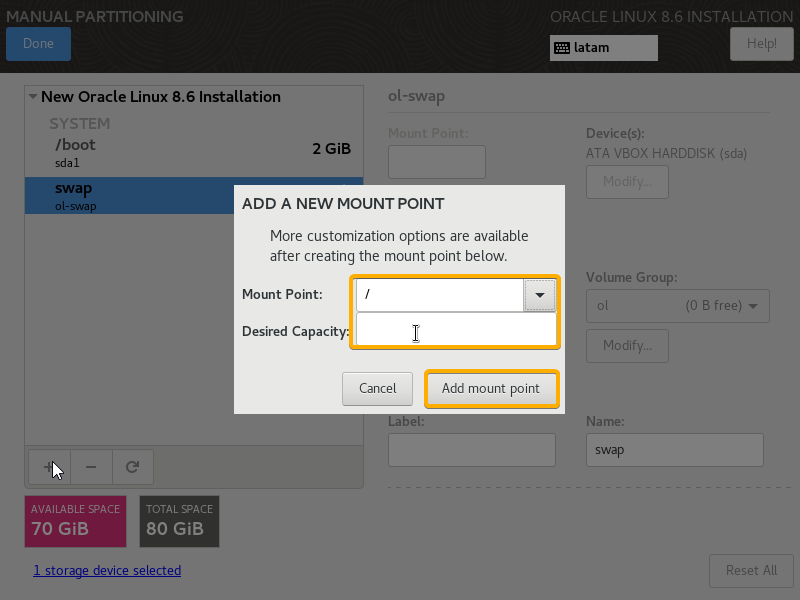 MANUAL PARTITIONING
ORACLE LINUX 8.6 INSTALLATION
Done
latam
Help!
New Oracle Linux 8.6 Installation
SYSTEM
/boot
2 GiB
sda1
swap
ol-swap
ol-swap
Mount Point:
Device(s):
ATA VBOX HARDDISK (sda)
Modify...
ADD A NEW MOUNT POINT
More customization options are available
after creating the mount point below.
Mount Point:
/
Desired Capacity:
Cancel
Add mount point
Volume Group:
ol (0 B free)
Modify...
Label:
Name:
swap
AVAILABLE SPACE
70 GiB
TOTAL SPACE
80 GiB
1 storage device selected
Reset All